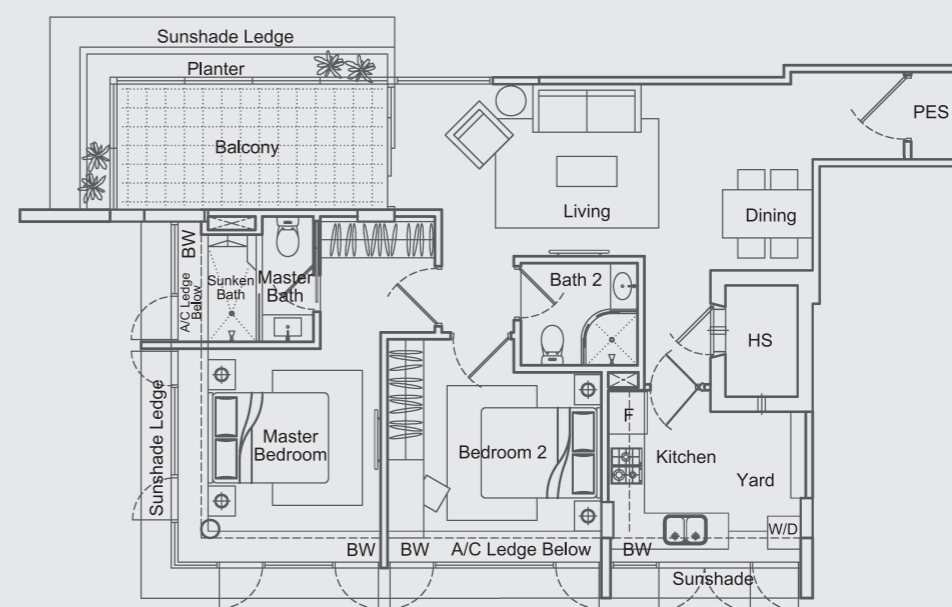 Sunshade Ledge
Planter
PES
Balcony
Living
Dining
BW
A/C Ledge
Below
Sunken
Bath
Master
Bath
Bath 2
HS
Sunshade Ledge
Master
Bedroom
Bedroom 2
F
Kitchen
Yard
W/D
BW
BW
A/C Ledge Below
BW
Sunshade